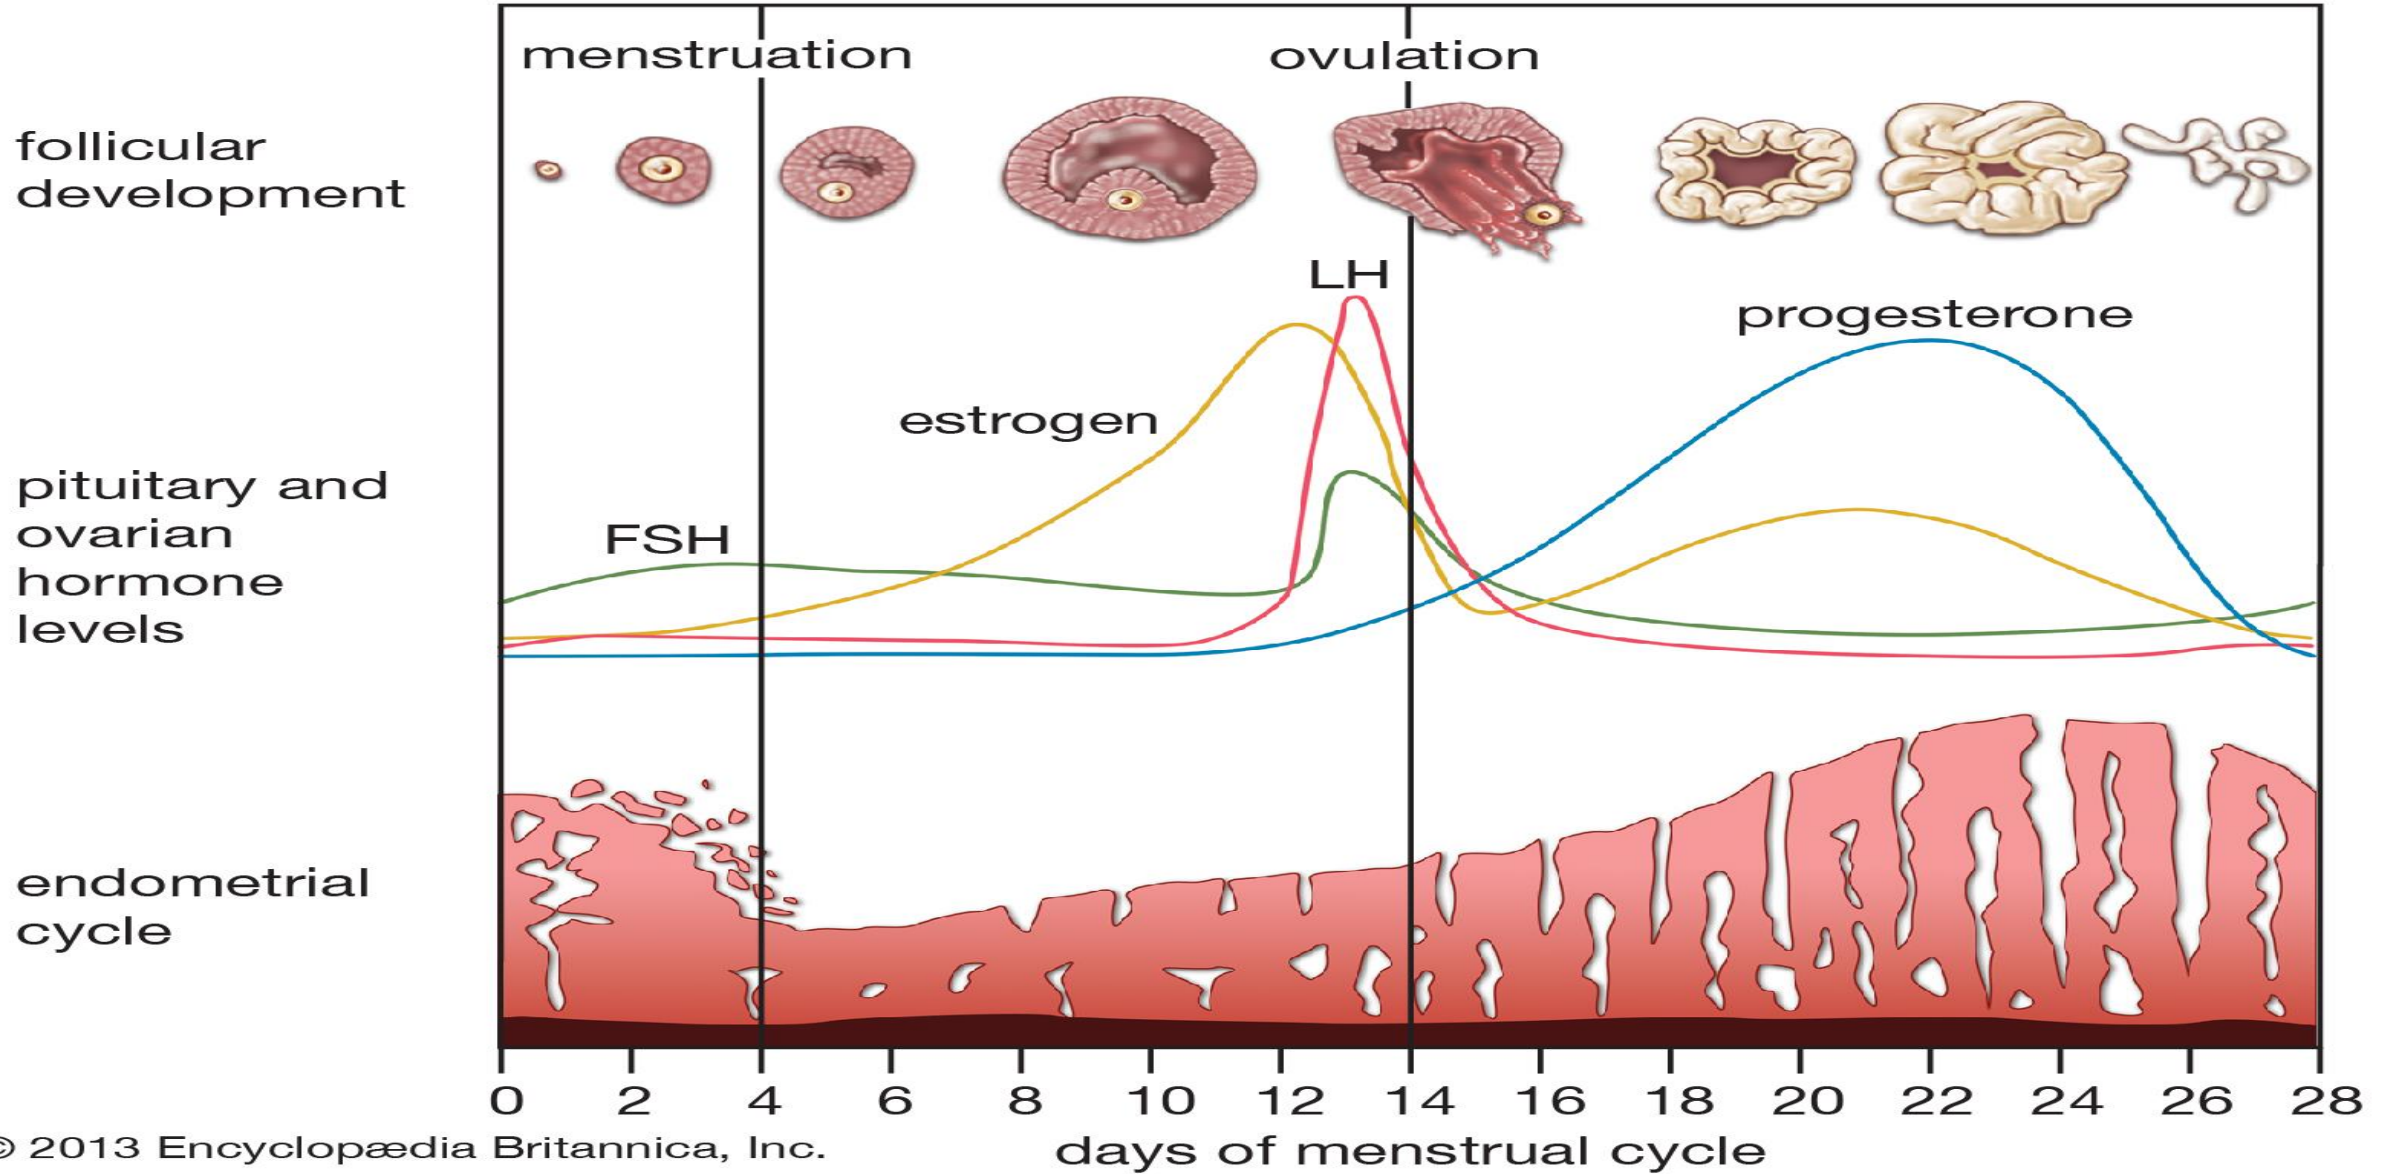 menstruation
ovulation
follicular
development
LH
progesterone
estrogen
pituitary and
ovarian
hormone
levels
FSH
endometrial
cycle
0 2 4 6 8 10 12 14 16 18 20 22 24 26 28
© 2013 Encyclopædia Britannica, Inc.
days of menstrual cycle